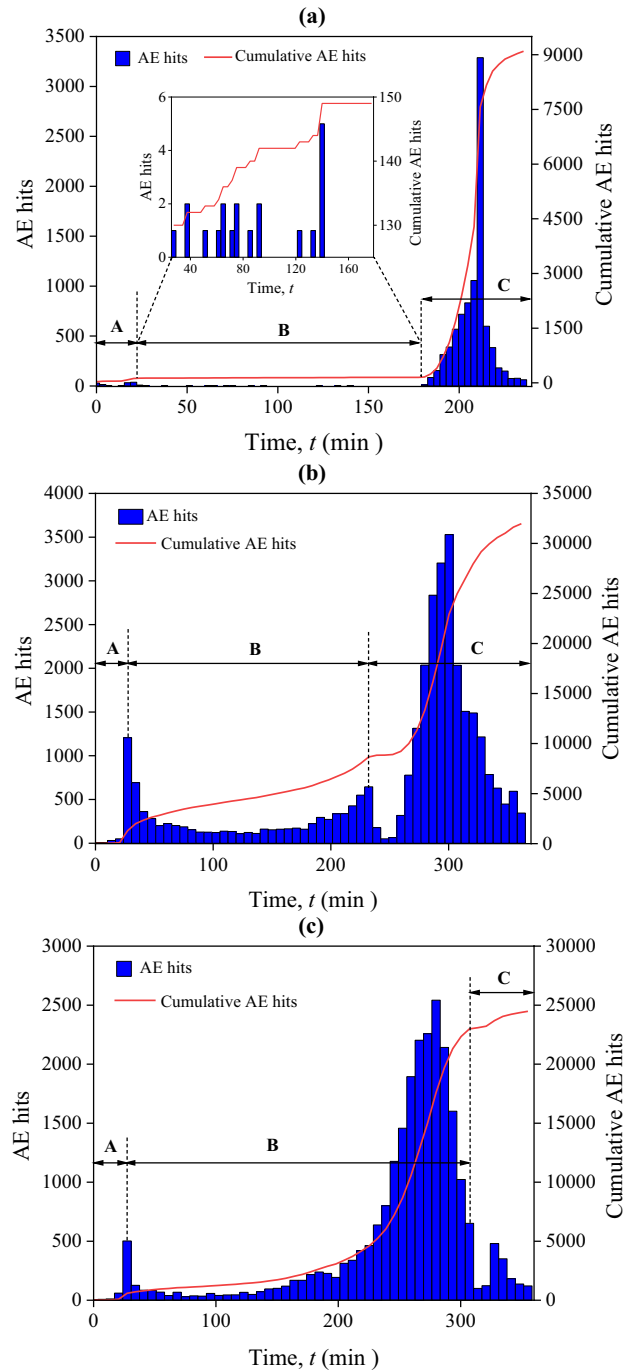 (a)
AE hits
Cumulative AE hits
3500
3000
2500
2000
1500
1000
500
0
AE hits
9000
7500
6000
4500
3000
1500
0
Cumulative AE hits
6
4
2
0
AE hits
150
140
130
Cumulative AE hits
40
80
120
160
Time, t
A
B
C
0
50
100
150
200
Time, t (min )
(b)
AE hits
Cumulative AE hits
4000
3500
3000
2500
2000
1500
1000
500
0
AE hits
35000
30000
25000
20000
15000
10000
5000
0
Cumulative AE hits
A
B
C
0
100
200
300
Time, t (min )
(c)
AE hits
Cumulative AE hits
3000
2500
2000
1500
1000
500
0
AE hits
30000
25000
20000
15000
10000
5000
0
Cumulative AE hits
A
B
C
0
100
200
300
Time, t (min )